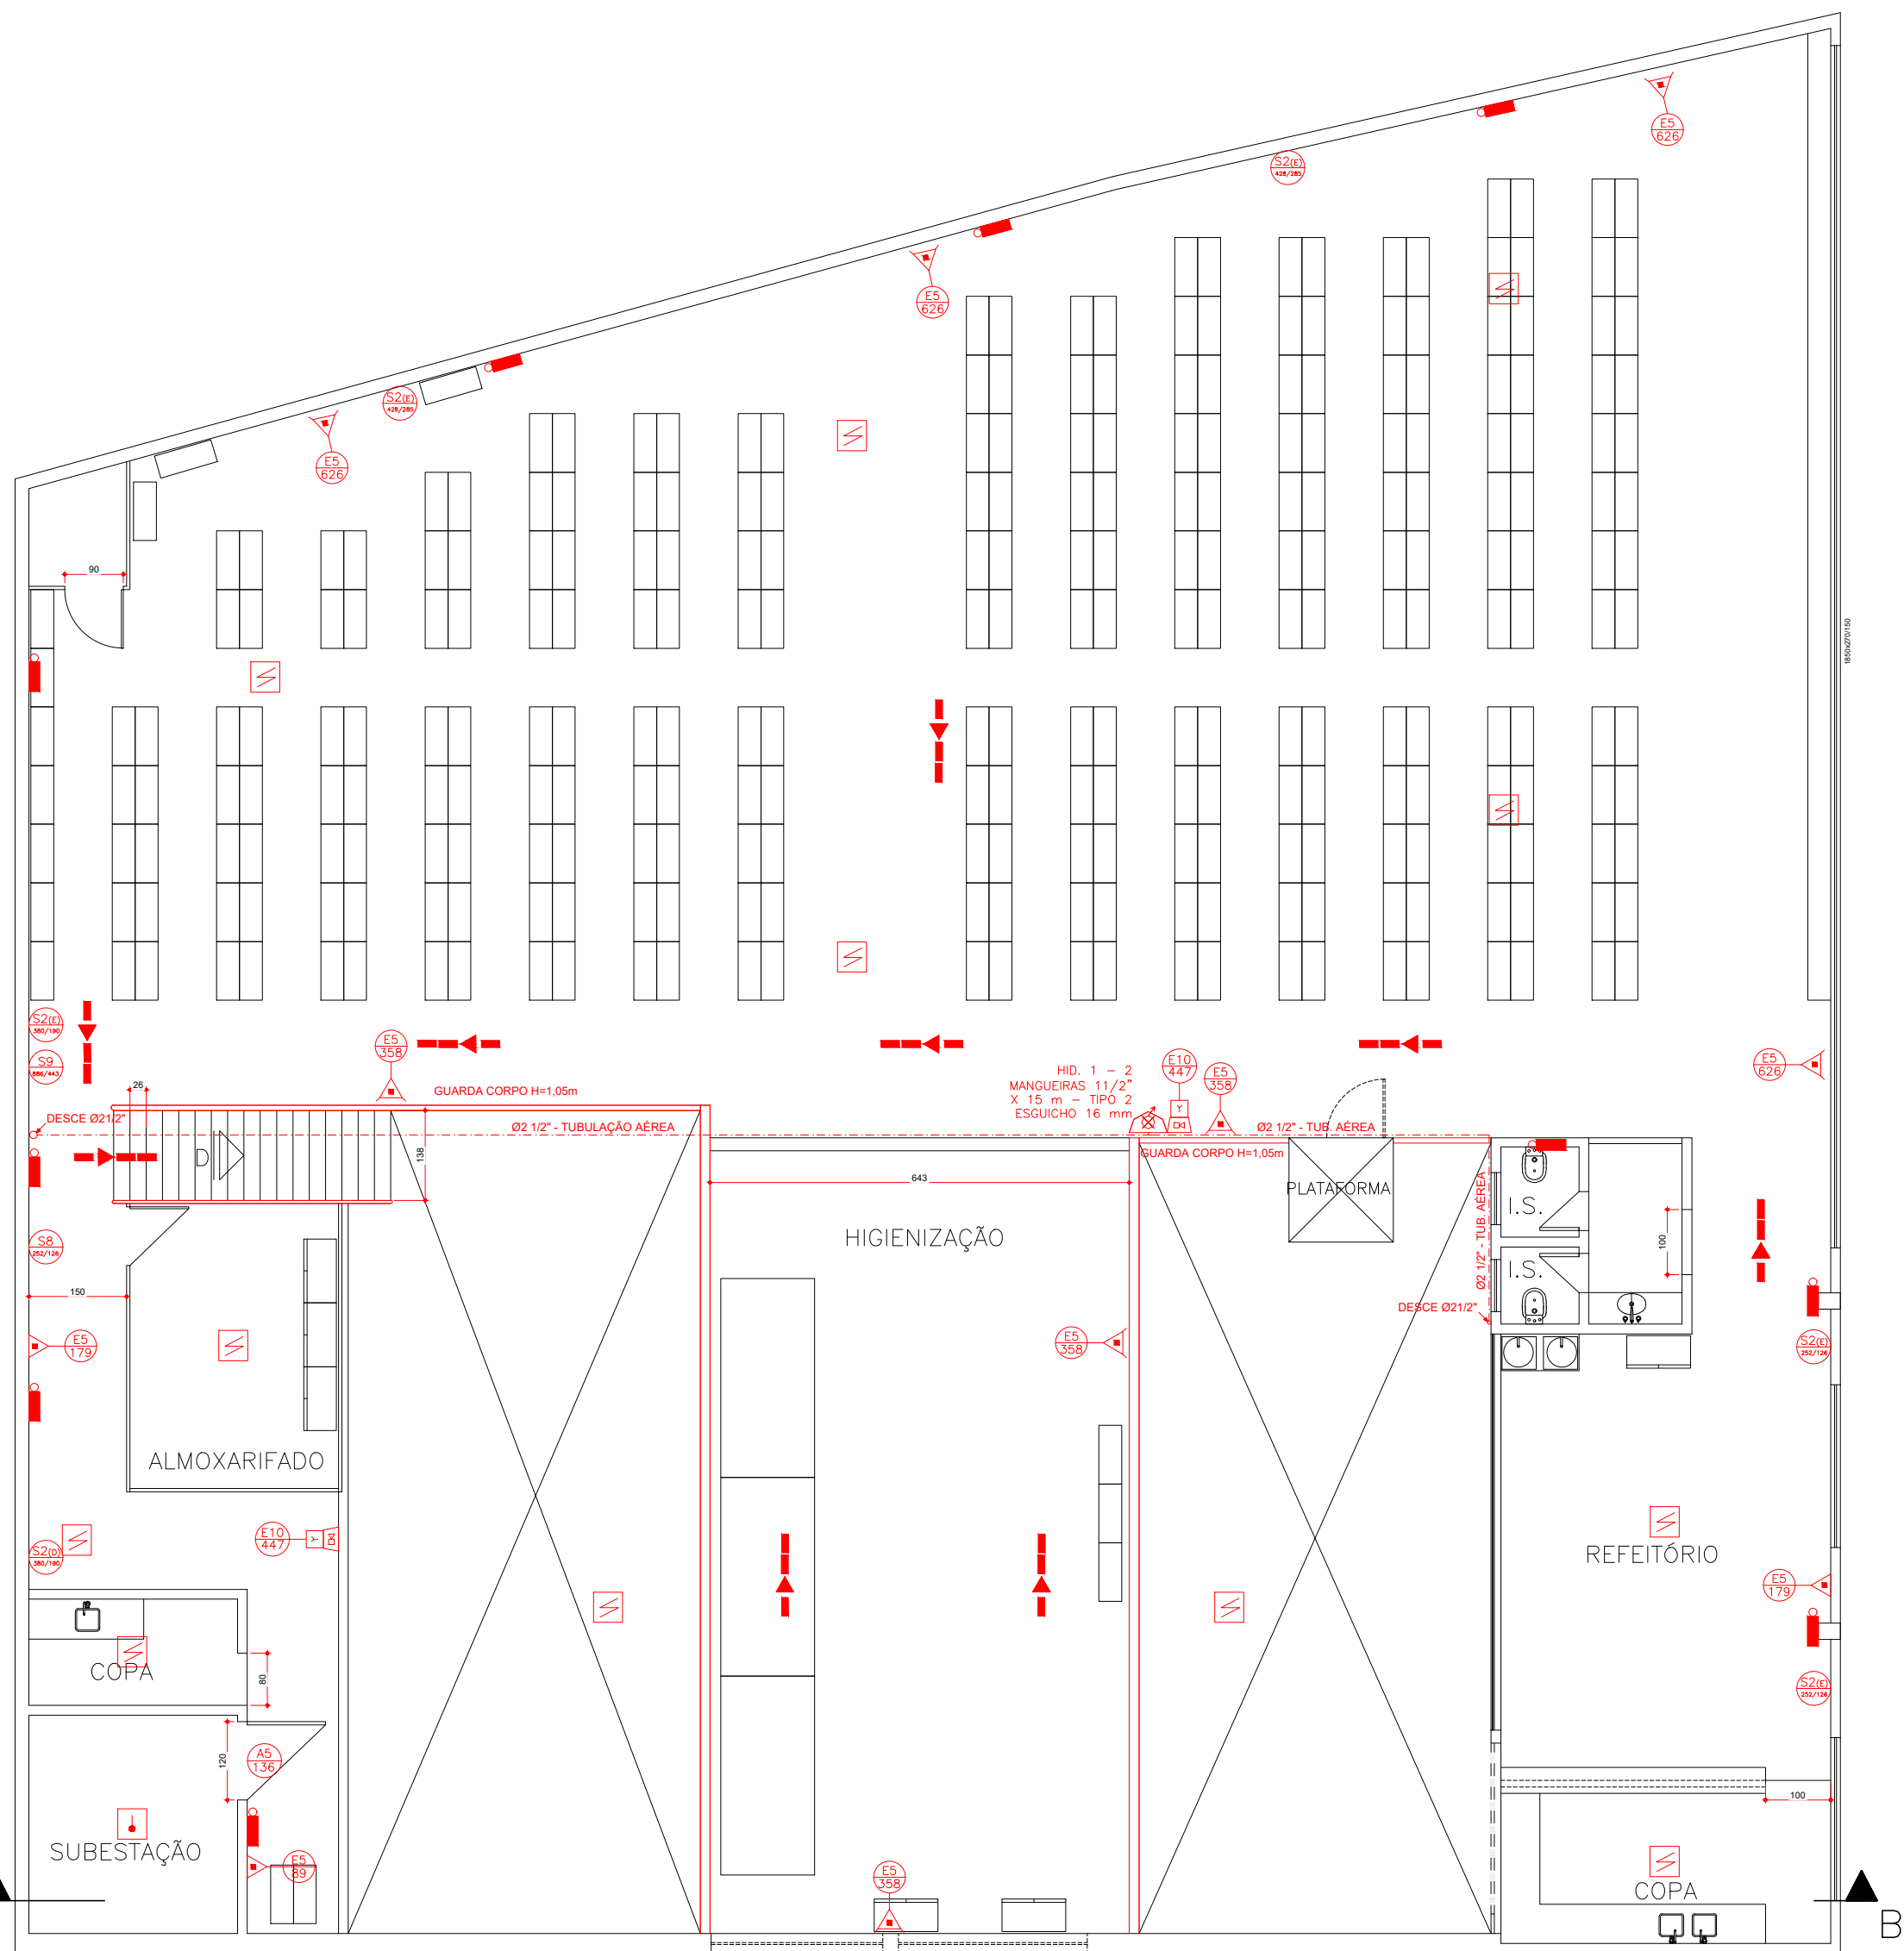 E5
626
S2(E)
428/285
E5
626
S2(E)
428/285
E5
626
90
1850x270/150
S2(E)
380/190
S9
886/443
26
E5
358
GUARDA CORPO H=1,05m
HID. 1 - 2
MANGUEIRAS 11/2"
X 15 m - TIPO 2
ESGUICHO 16 mm
E10
447
Y
E5
358
E5
626
DESCE Ø21/2"
Ø2 1/2" - TUBULAÇÃO AÉREA
Ø2 1/2" - TUB. AÉREA
GUARDA CORPO H=1,05m
D
138
643
PLATAFORMA
HIGIENIZAÇÃO
Ø2 1/2" - TUB. AÉREA
I.S.
I.S.
100
DESCE Ø21/2"
S8
252/126
150
E5
179
E5
358
S2(E)
252/126
ALMOXARIFADO
E10
447
Y
S2(D)
380/190
REFEITÓRIO
E5
179
COPA
80
S2(E)
252/126
A5
136
120
100
SUBESTAÇÃO
E5
89
E5
358
COPA
B